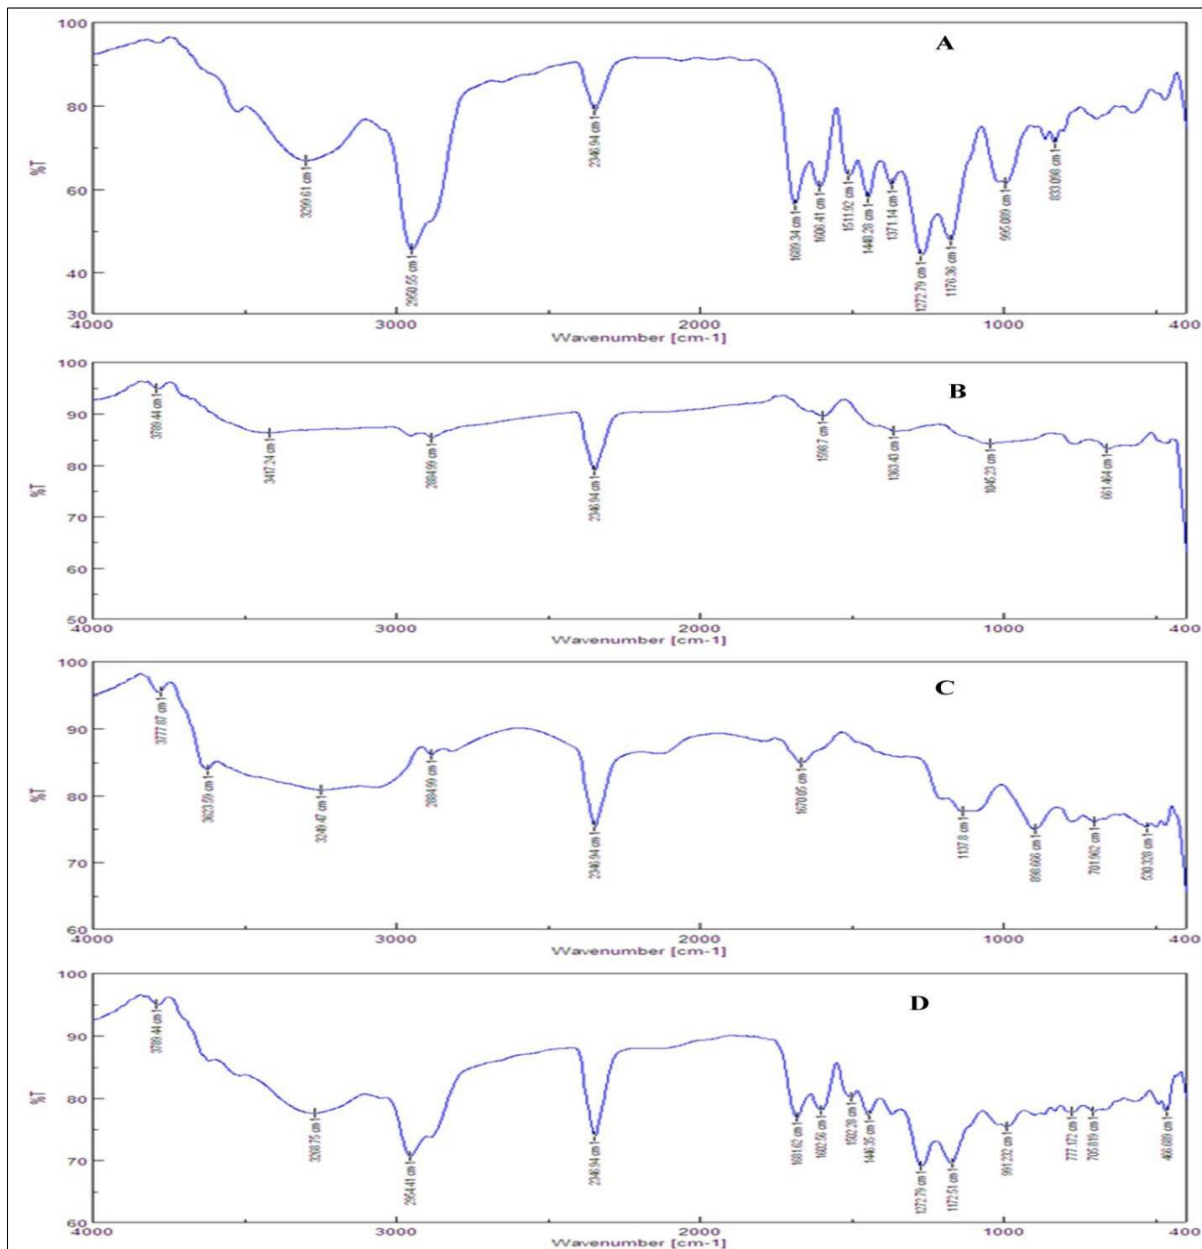 A
100
80
60
40
30
%T
3299.61 cm-1
2950.55 cm-1
2346.94 cm-1
1689.34 cm-1
1606.41 cm-1
1511.92 cm-1
1448.28 cm-1
1371.14 cm-1
1272.79 cm-1
1176.36 cm-1
995.089 cm-1
833.098 cm-1
4000 3000 2000 1000 400
Wavenumber [cm-1]
B
100
90
80
70
60
50
%T
3789.44 cm-1
3417.24 cm-1
2884.99 cm-1
2346.94 cm-1
1598.7 cm-1
1363.43 cm-1
1045.23 cm-1
661.464 cm-1
4000 3000 2000 1000 400
Wavenumber [cm-1]
C
100
90
80
70
60
%T
3777.87 cm-1
3623.59 cm-1
3249.47 cm-1
2884.99 cm-1
2346.94 cm-1
1670.05 cm-1
1137.8 cm-1
898.666 cm-1
701.962 cm-1
530.328 cm-1
4000 3000 2000 1000 400
Wavenumber [cm-1]
D
100
90
80
70
60
%T
3789.44 cm-1
3268.75 cm-1
2954.41 cm-1
2346.94 cm-1
1681.62 cm-1
1602.56 cm-1
1502.28 cm-1
1446.35 cm-1
1272.79 cm-1
1172.51 cm-1
991.232 cm-1
777.172 cm-1
705.819 cm-1
466.689 cm-1
4000 3000 2000 1000 400
Wavenumber [cm-1]